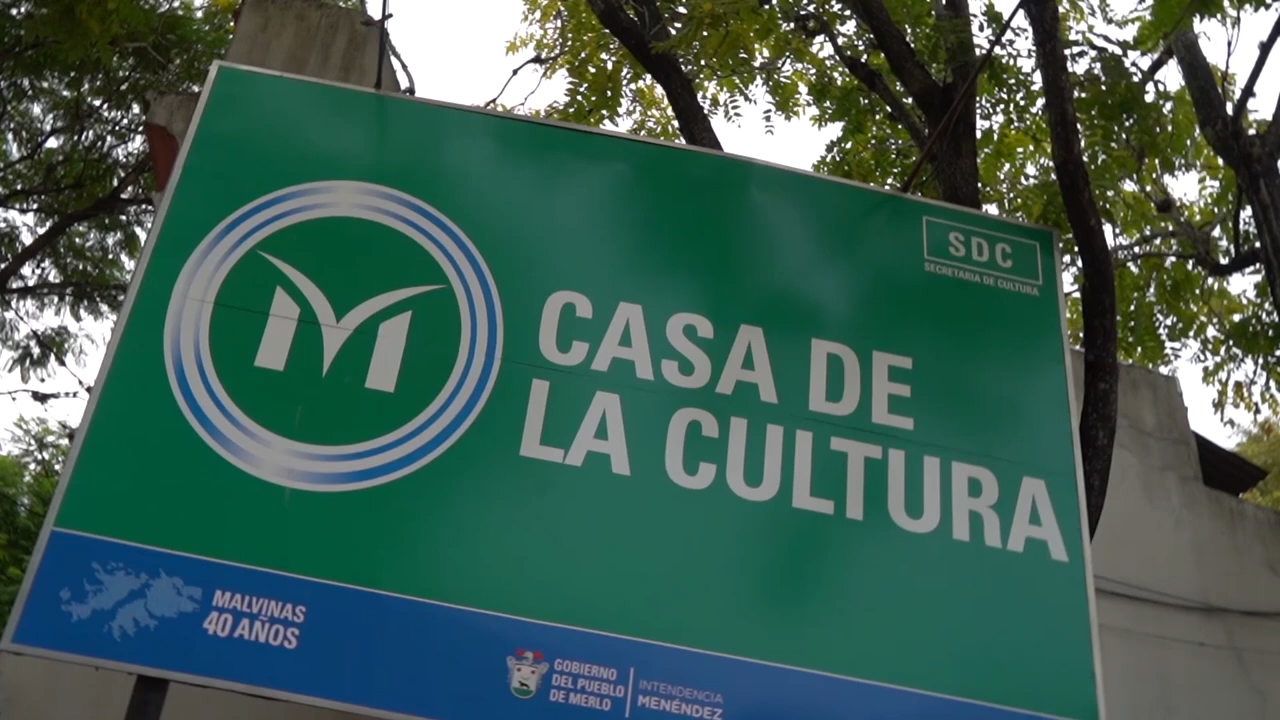 SDC
SECRETARIA DE CULTURA
CASA DE
LA CULTURA
MALVINAS
40 AÑOS
GOBIERNO
DEL PUEBLO
DE MERLO
INTENDENCIA
MENÉNDEZ